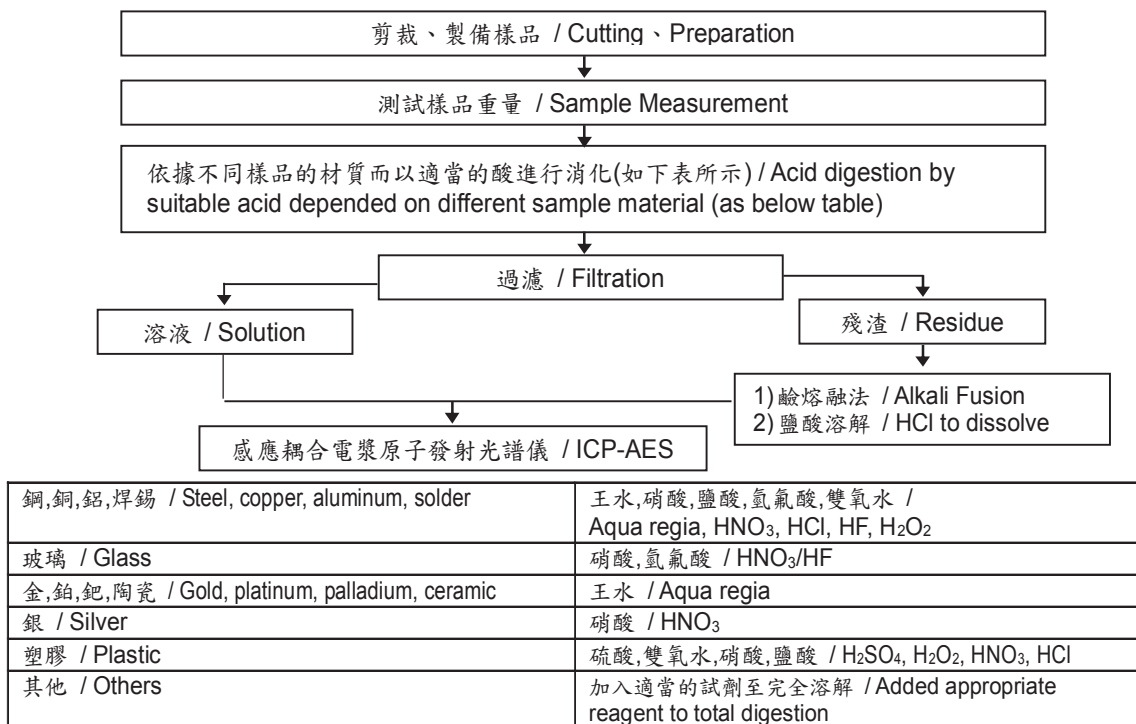 剪裁、製備樣品 / Cutting、Preparation
測試樣品重量 / Sample Measurement
依據不同樣品的材質而以適當的酸進行消化(如下表所示) / Acid digestion by
suitable acid depended on different sample material (as below table)
過濾 / Filtration
溶液 / Solution
殘渣 / Residue
1) 鹼熔融法 / Alkali Fusion
2) 鹽酸溶解 / HCl to dissolve
感應耦合電漿原子發射光譜儀 / ICP-AES
鋼,銅,鋁,焊錫 / Steel, copper, aluminum, solder
王水,硝酸,鹽酸,氫氟酸,雙氧水 /
Aqua regia, HNO₃, HCl, HF, H₂O₂
玻璃 / Glass
硝酸,氫氟酸 / HNO₃/HF
金,鉑,鈀,陶瓷 / Gold, platinum, palladium, ceramic
王水 / Aqua regia
銀 / Silver
硝酸 / HNO₃
塑膠 / Plastic
硫酸,雙氧水,硝酸,鹽酸 / H₂SO₄, H₂O₂, HNO₃, HCl
其他 / Others
加入適當的試劑至完全溶解 / Added appropriate
reagent to total digestion